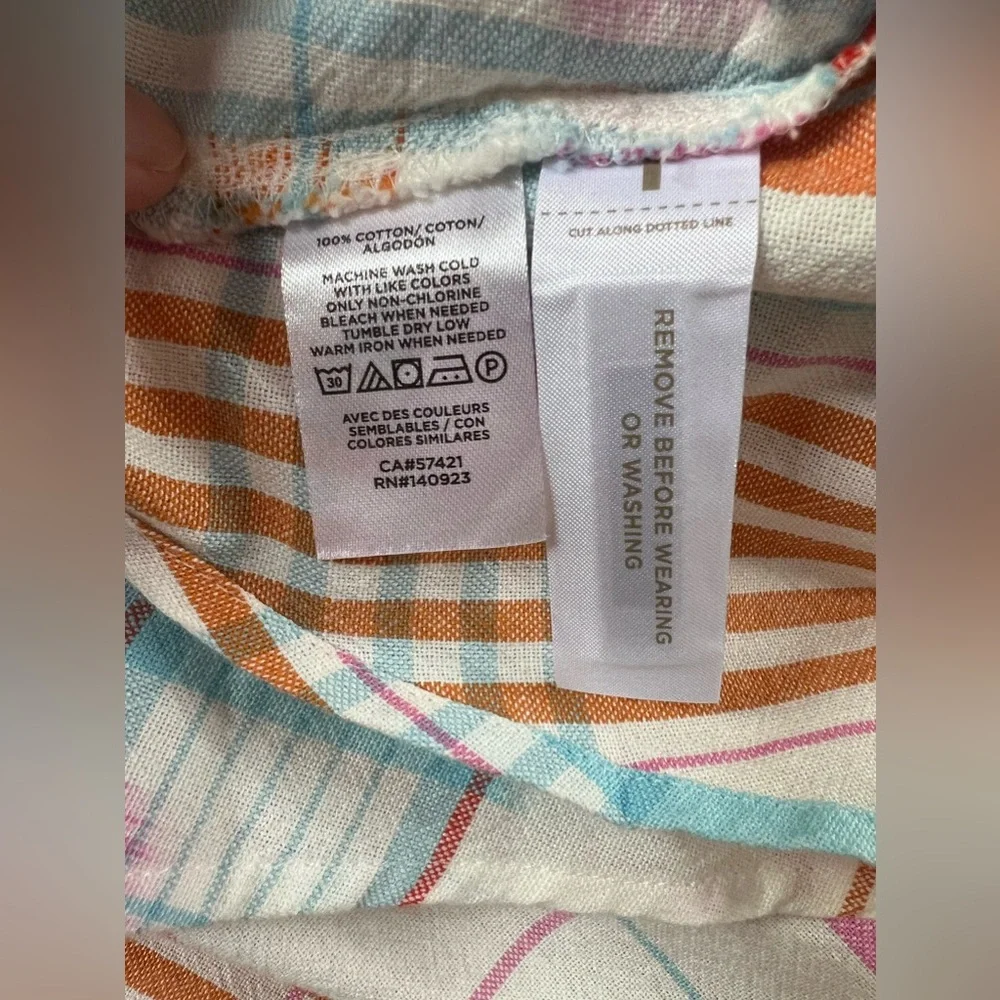 100% COTTON/ COTON/
ALGODÓN
MACHINE WASH COLD
WITH LIKE COLORS
ONLY NON-CHLORINE
BLEACH WHEN NEEDED
TUMBLE DRY LOW
WARM IRON WHEN NEEDED
30 P
AVEC DES COULEURS
SEMBLABLES / CON
COLORES SIMILARES
CA#57421
RN#140923
CUT ALONG DOTTED LINE
REMOVE BEFORE WEARING
OR WASHING